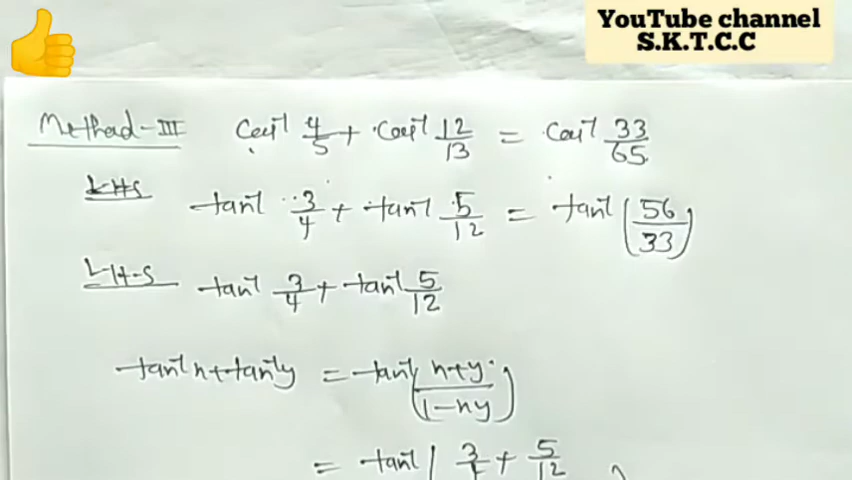 YouTube channel
S.K.T.C.C
Method-III cos⁻¹ 4/5 + cos⁻¹ 12/13 = cos⁻¹ 33/65
LHS
tan⁻¹ 3/4 + tan⁻¹ 5/12 = tan⁻¹ (56/33)
L-H-S tan⁻¹ 3/4 + tan⁻¹ 5/12
tan⁻¹x + tan⁻¹y = tan⁻¹ (x+y/1-xy)
= tan⁻¹ ( 3/4 + 5/12